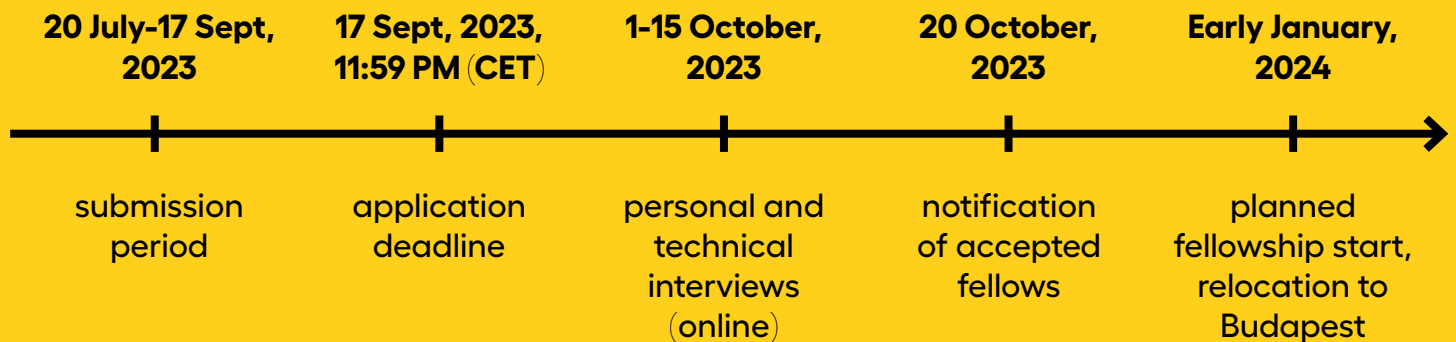 20 July-17 Sept,
2023
17 Sept, 2023,
11:59 PM (CET)
1-15 October,
2023
20 October,
2023
Early January,
2024
submission
period
application
deadline
personal and
technical
interviews
(online)
notification
of accepted
fellows
planned
fellowship start,
relocation to
Budapest